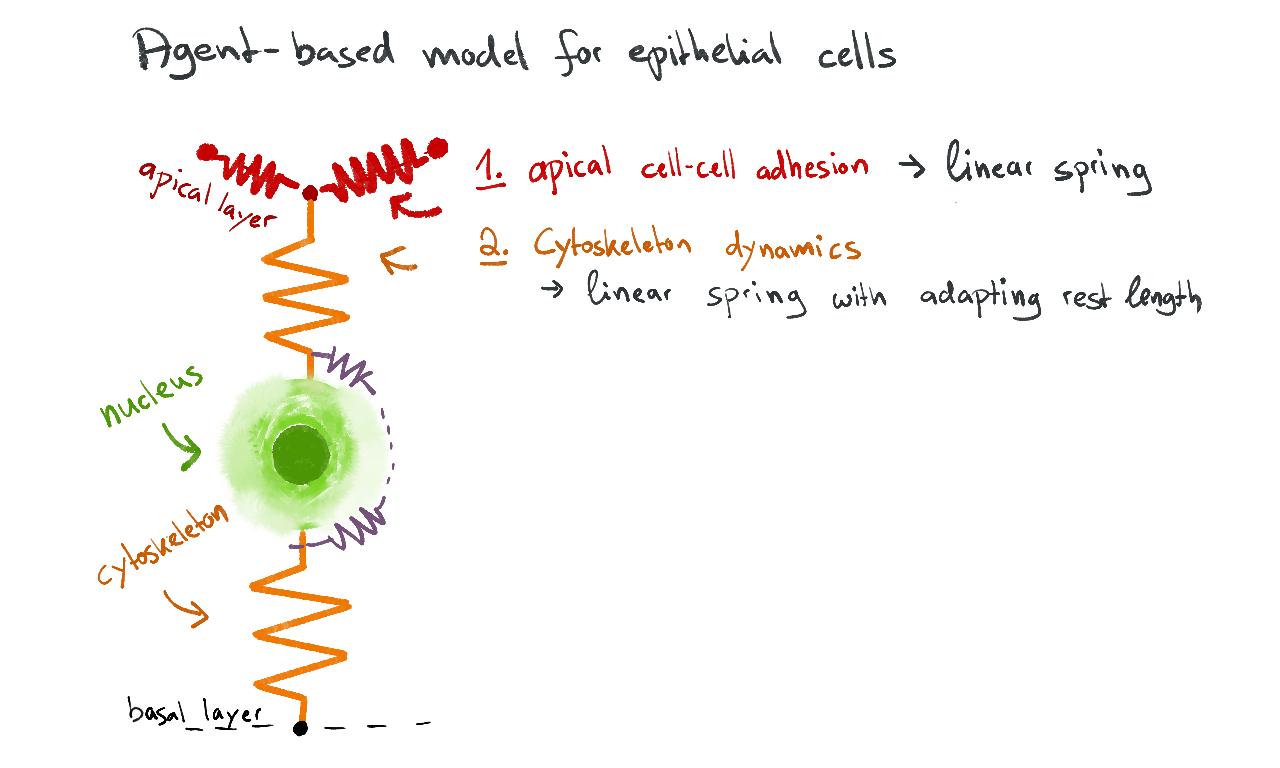 Agent-based model for epithelial cells
apical layer
1. apical cell-cell adhesion → linear spring
2. Cytoskeleton dynamics
→ linear spring with adapting rest length
nucleus
cytoskeleton
basal layer